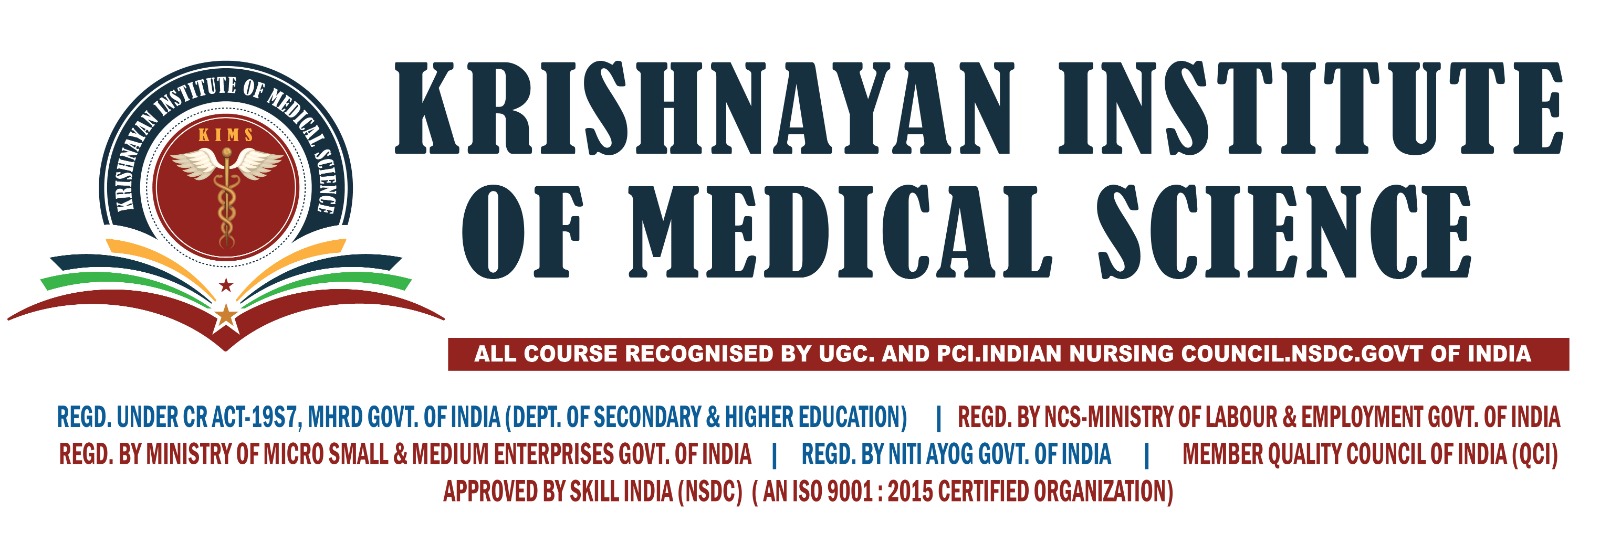 KRISHNAYAN INSTITUTE OF MEDICAL SCIENCE
KIMS
KRISHNAYAN INSTITUTE
OF MEDICAL SCIENCE
ALL COURSE RECOGNISED BY UGC. AND PCI.INDIAN NURSING COUNCIL.NSDC.GOVT OF INDIA
REGD. UNDER CR ACT-19S7, MHRD GOVT. OF INDIA (DEPT. OF SECONDARY & HIGHER EDUCATION) | REGD. BY NCS-MINISTRY OF LABOUR & EMPLOYMENT GOVT. OF INDIA
REGD. BY MINISTRY OF MICRO SMALL & MEDIUM ENTERPRISES GOVT. OF INDIA | REGD. BY NITI AYOG GOVT. OF INDIA | MEMBER QUALITY COUNCIL OF INDIA (QCI)
APPROVED BY SKILL INDIA (NSDC) ( AN ISO 9001 : 2015 CERTIFIED ORGANIZATION)